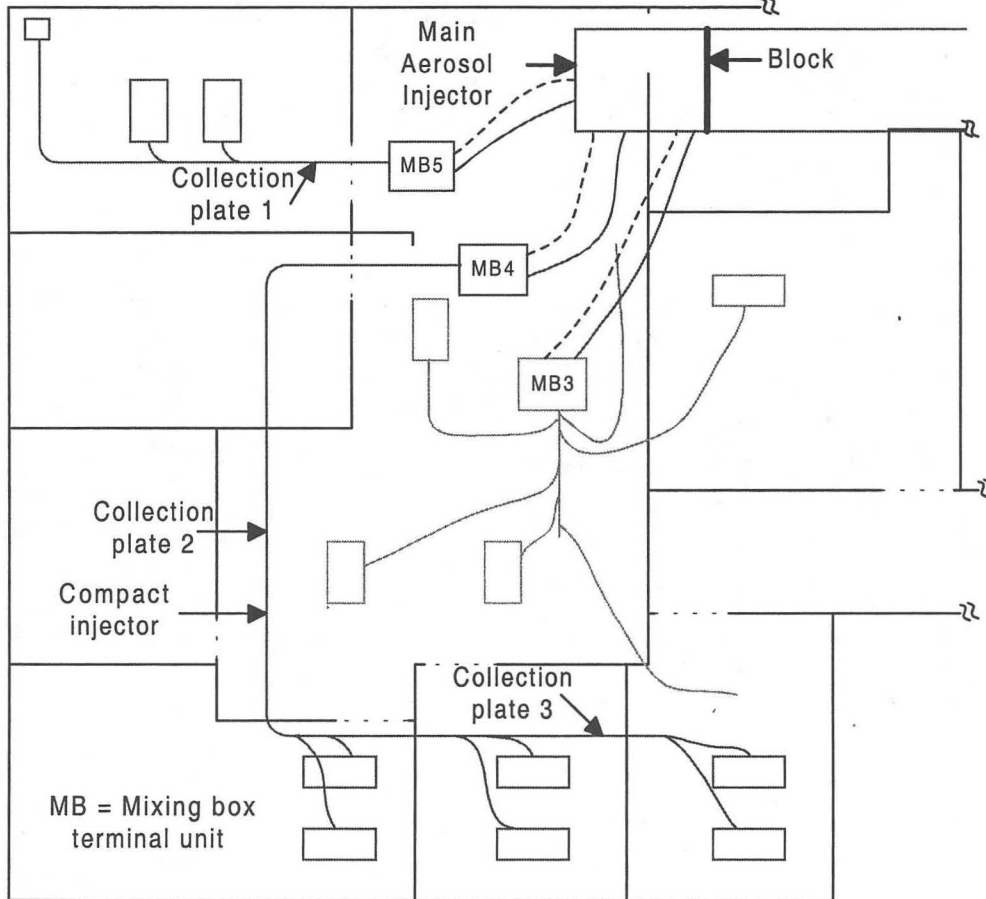 Main
Aerosol
Injector
Block
MB5
Collection
plate 1
MB4
MB3
Collection
plate 2
Compact
injector
Collection
plate 3
MB = Mixing box
terminal unit